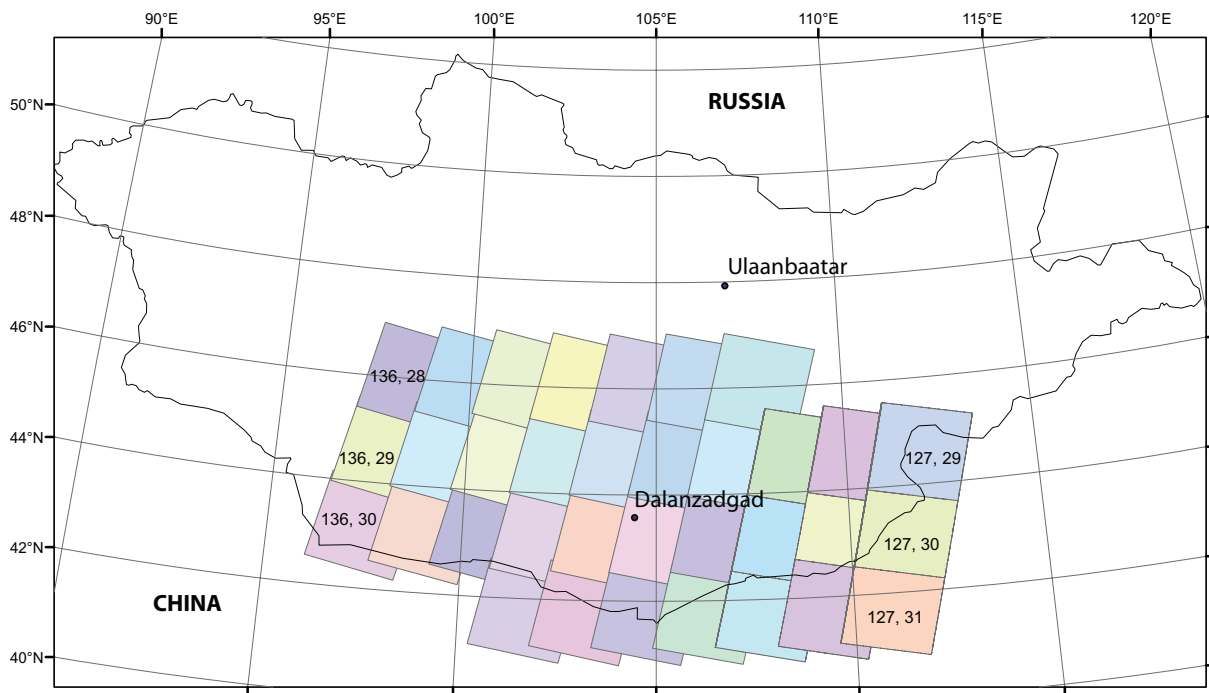 90°E 95°E 100°E 105°E 110°E 115°E 120°E
50°N
RUSSIA
48°N
Ulaanbaatar
46°N
136, 28
44°N
136, 29
127, 29
Dalanzadgad
136, 30
42°N
127, 30
CHINA
127, 31
40°N